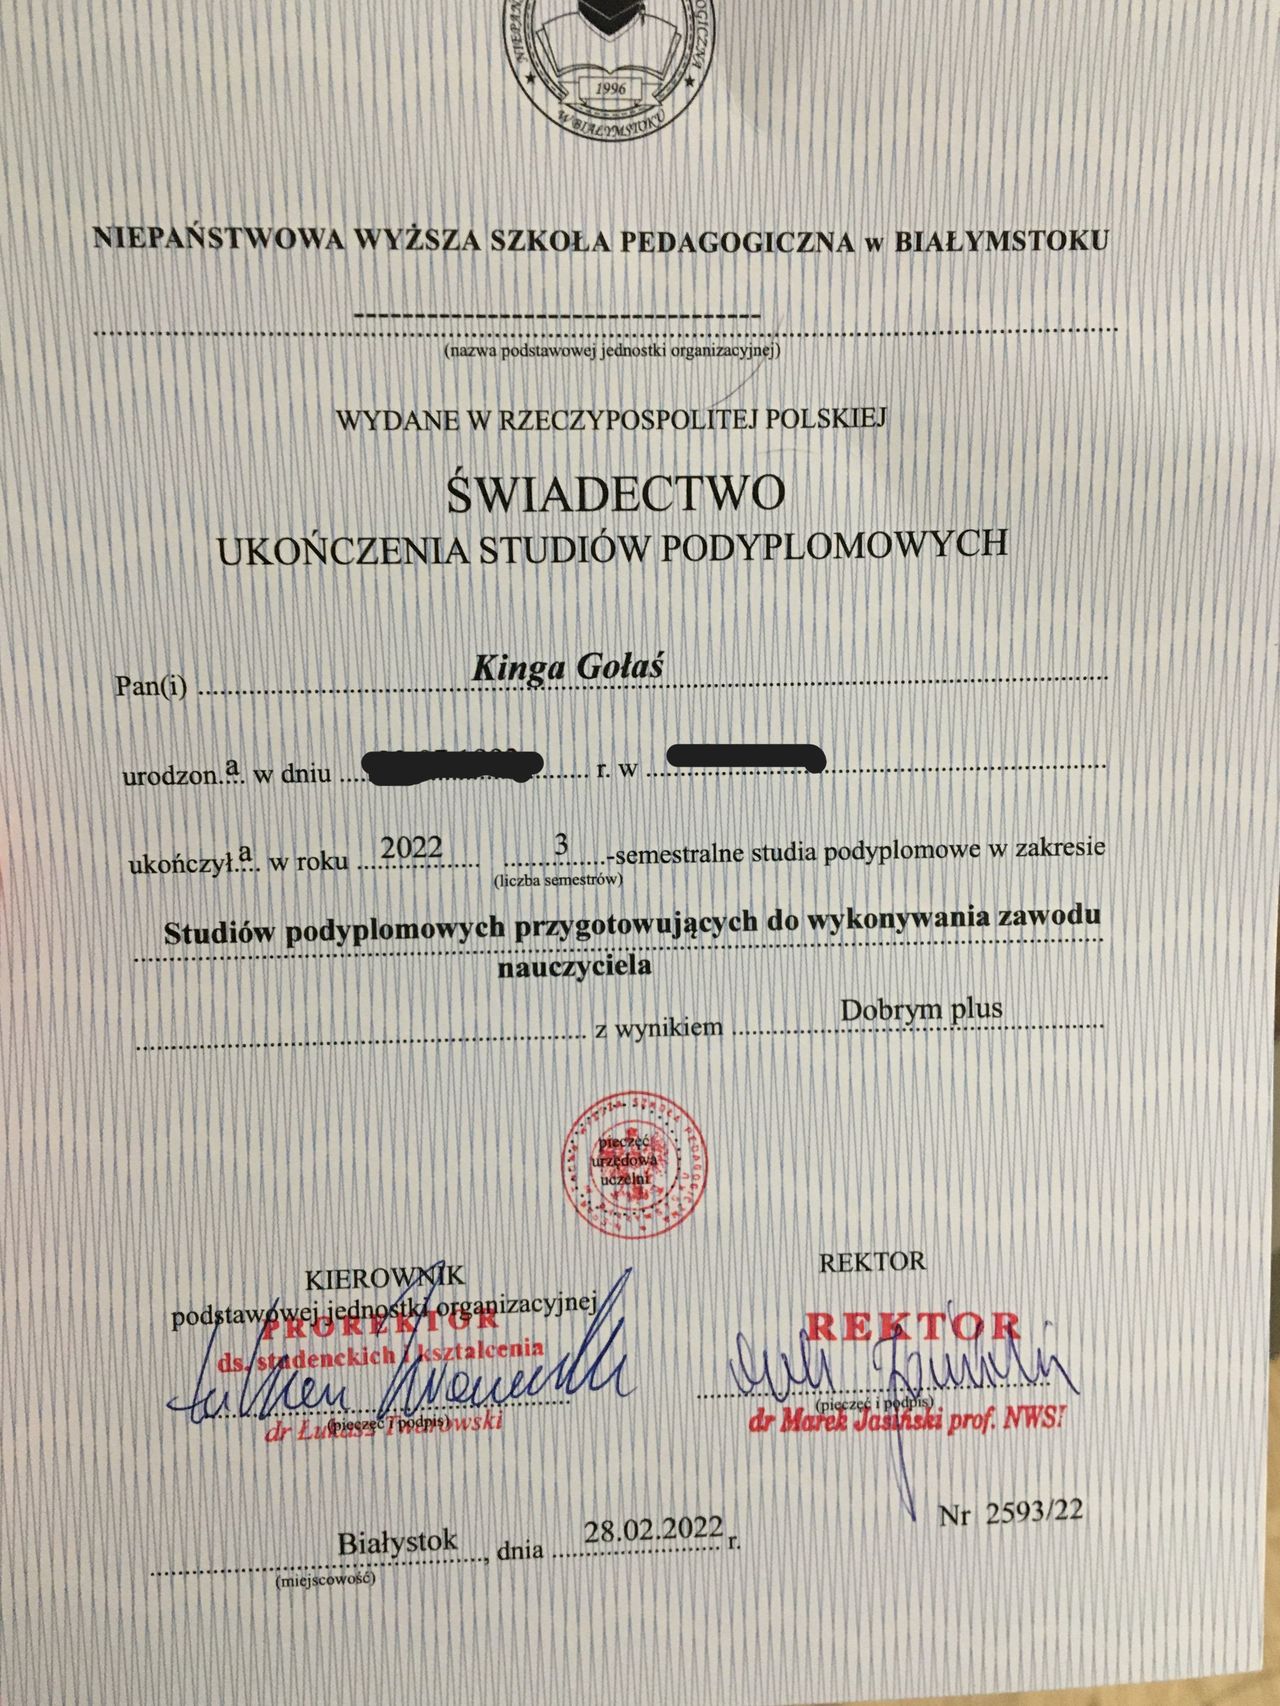 1996
W BIAŁYMSTOKU
NIEPAŃSTWOWA WYŻSZA SZKOŁA PEDAGOGICZNA w BIAŁYMSTOKU
(nazwa podstawowej jednostki organizacyjnej)
WYDANE W RZECZYPOSPOLITEJ POLSKIEJ
ŚWIADECTWO
UKOŃCZENIA STUDIÓW PODYPLOMOWYCH
Pan(i) Kinga Gołaś
urodzon a w dniu r. w
ukończył a w roku 2022 3 -semestralne studia podyplomowe w zakresie
(liczba semestrów)
Studiów podyplomowych przygotowujących do wykonywania zawodu
nauczyciela
z wynikiem Dobrym plus
pieczęć
urzędowa
uczelni
KIEROWNIK
podstawowej jednostki organizacyjnej
PROREKTOR
ds. studenckich i kształcenia
(pieczęć i podpis)
dr Łukasz Twarowski
REKTOR
REKTOR
(pieczęć i podpis)
dr Marek Jasiński prof. NWSP
Nr 2593/22
Białystok, dnia 28.02.2022 r.
(miejscowość)